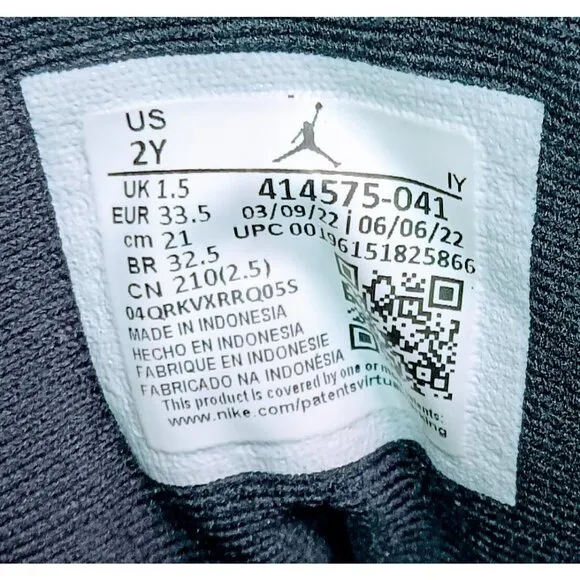 US
2Y
IY
UK 1.5
EUR 33.5
cm 21
BR 32.5
CN 210(2.5)
414575-041
03/09/22 | 06/06/22
UPC 00196151825866
04QRKVXRRQ05S
MADE IN INDONESIA
HECHO EN INDONESIA
FABRIQUE EN INDONESIE
FABRICADO NA INDONÉSIA
This product is covered by one or
www.nike.com/patentsvirtu